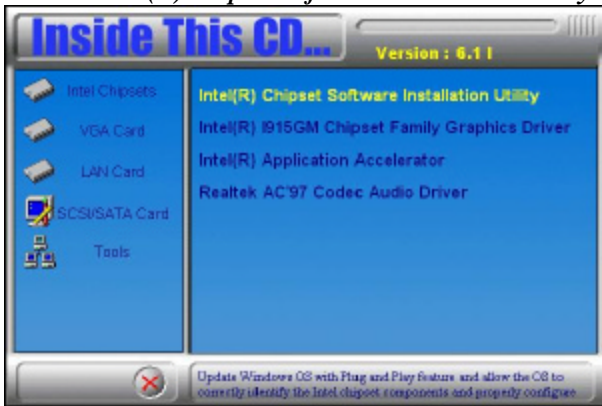 Inside This CD...
Version : 6.1 I
Intel Chipsets
VGA Card
LAN Card
SCSI/SATA Card
Tools
Intel(R) Chipset Software Installation Utility
Intel(R) I915GM Chipset Family Graphics Driver
Intel(R) Application Accelerator
Realtek AC'97 Codec Audio Driver
Update Windows OS with Plug and Play feature and allow the OS to
correctly identify the Intel chipset components and properly configure